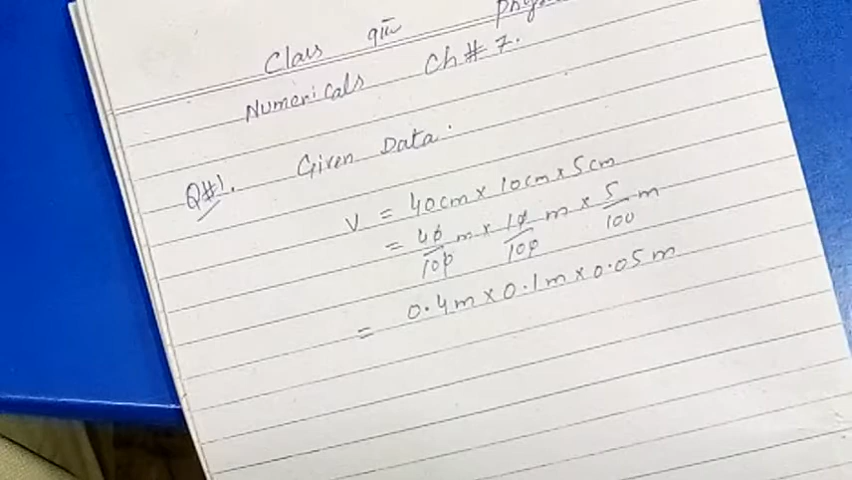 Class 9th
Numericals Ch # 7.
Q#1. Given Data.
V = 40cm x 10cm x 5cm
= 40/100 m x 10/100 m x 5/100 m
= 0.4m x 0.1m x 0.05m